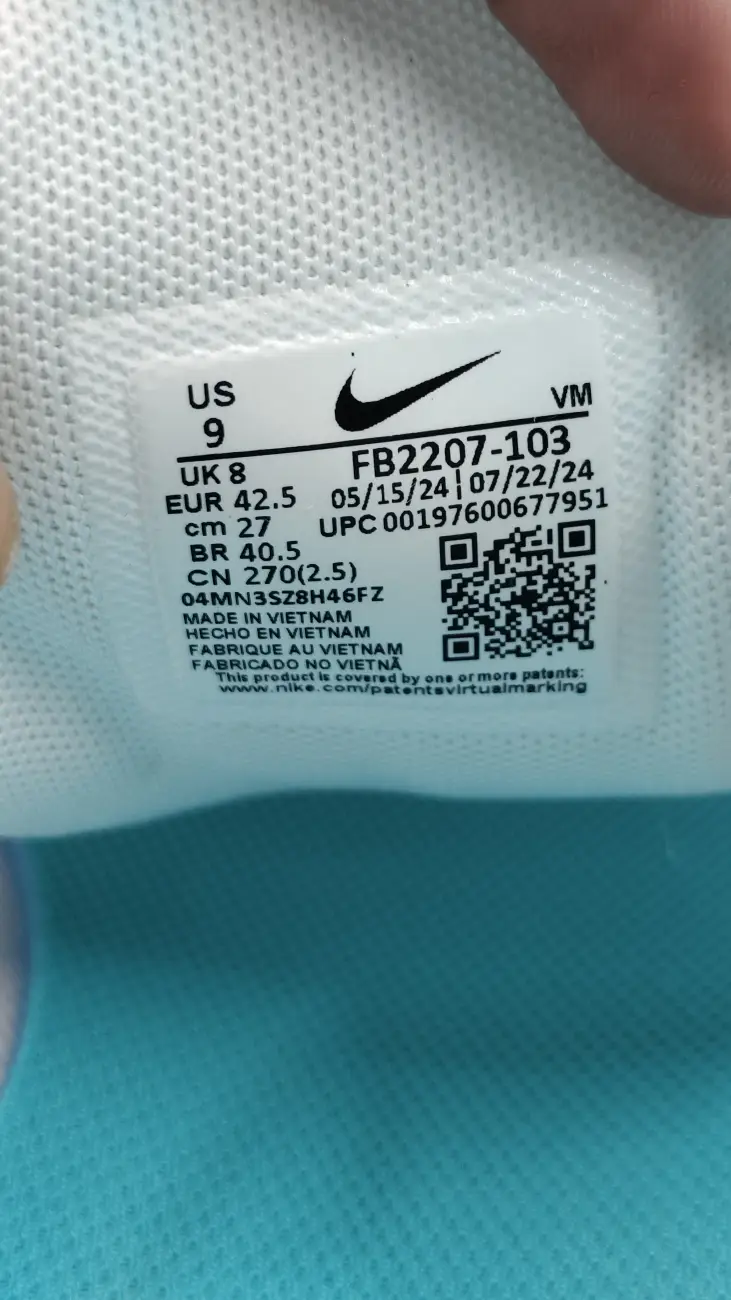 US
9
VM
FB2207-103
UK 8
05/15/24 | 07/22/24
EUR 42.5
UPC 00197600677951
cm 27
BR 40.5
CN 270(2.5)
04MN3SZ8H46FZ
MADE IN VIETNAM
HECHO EN VIETNAM
FABRIQUE AU VIETNAM
FABRICADO NO VIETNÃ
This product is covered by one or more patents:
www.nike.com/patentsvirtualmarking